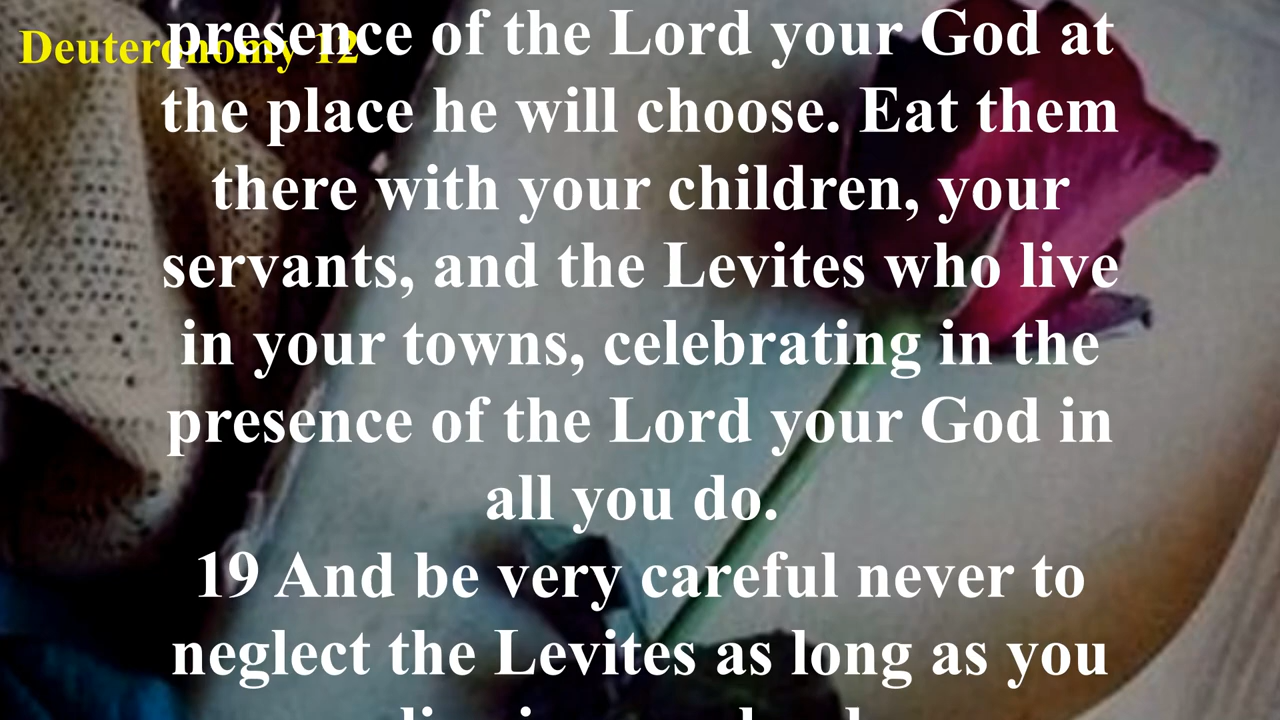 Deuteronomy 12
presence of the Lord your God at
the place he will choose. Eat them
there with your children, your
servants, and the Levites who live
in your towns, celebrating in the
presence of the Lord your God in
all you do.
19 And be very careful never to
neglect the Levites as long as you